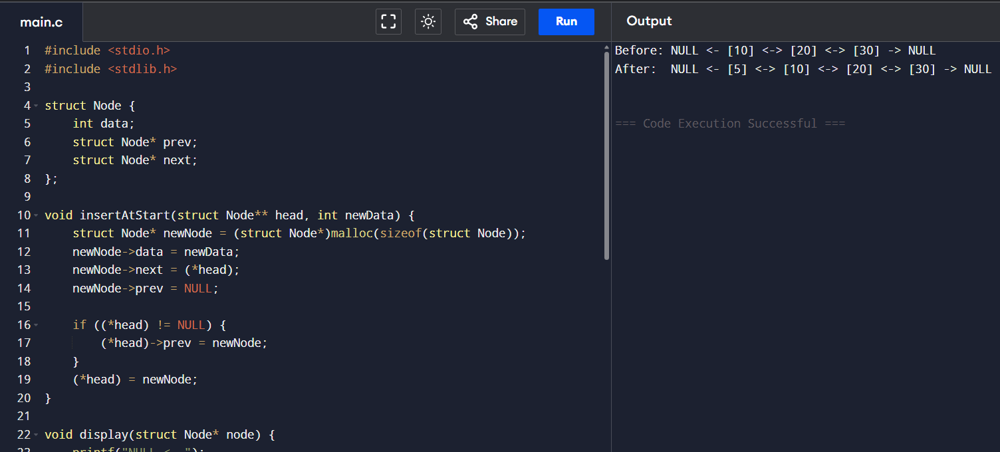 main.c
Share
Run
Output
1 #include <stdio.h>
2 #include <stdlib.h>
3
4 struct Node {
5     int data;
6     struct Node* prev;
7     struct Node* next;
8 };
9
10 void insertAtStart(struct Node** head, int newData) {
11     struct Node* newNode = (struct Node*)malloc(sizeof(struct Node));
12     newNode->data = newData;
13     newNode->next = (*head);
14     newNode->prev = NULL;
15
16     if ((*head) != NULL) {
17         (*head)->prev = newNode;
18     }
19     (*head) = newNode;
20 }
21
22 void display(struct Node* node) {
23     printf("NULL <- ");
Before: NULL <- [10] <-> [20] <-> [30] -> NULL
After:  NULL <- [5] <-> [10] <-> [20] <-> [30] -> NULL
=== Code Execution Successful ===